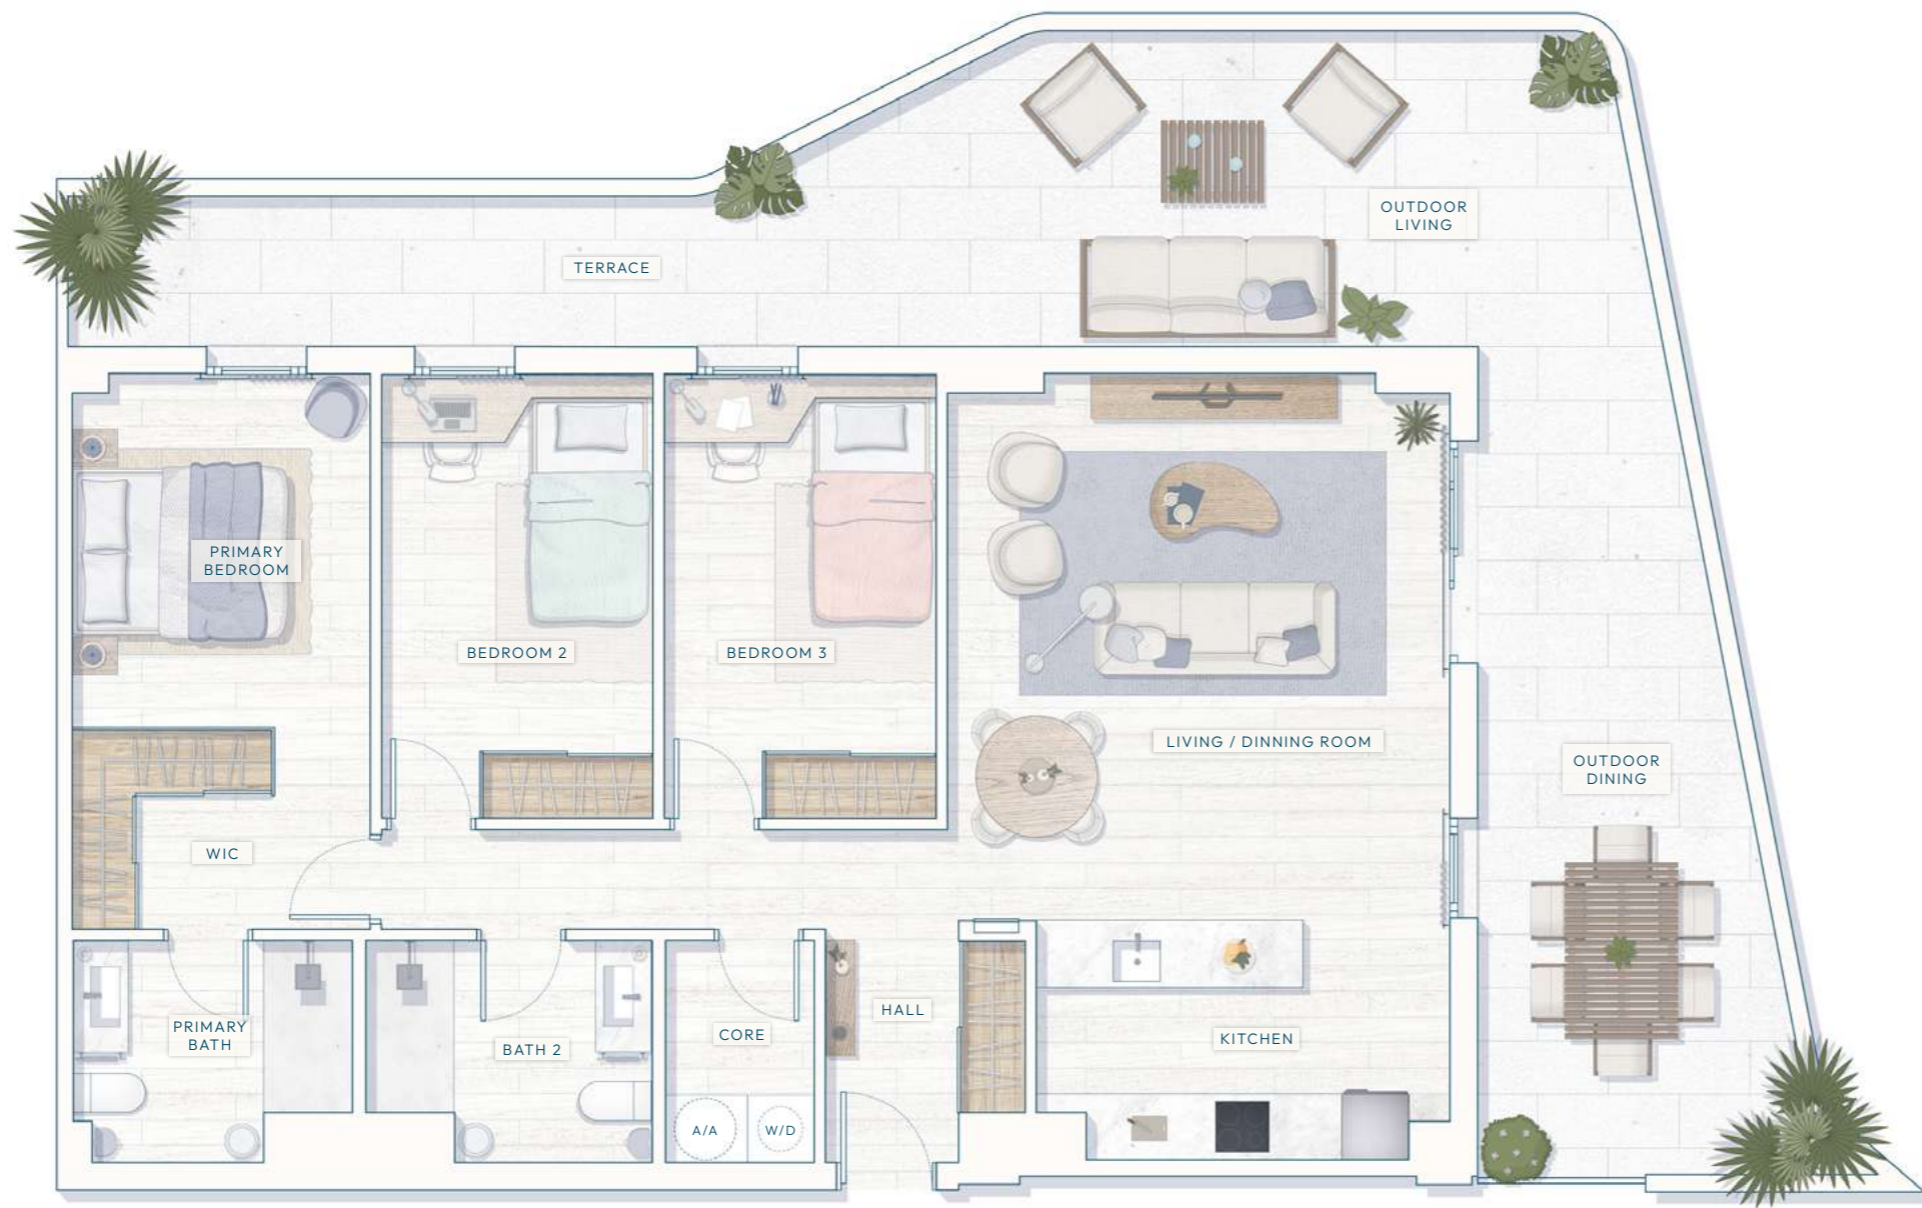 OUTDOOR
LIVING
TERRACE
PRIMARY
BEDROOM
BEDROOM 2
BEDROOM 3
LIVING / DINNING ROOM
OUTDOOR
DINING
WIC
HALL
PRIMARY
BATH
BATH 2
CORE
KITCHEN
A/A
W/D